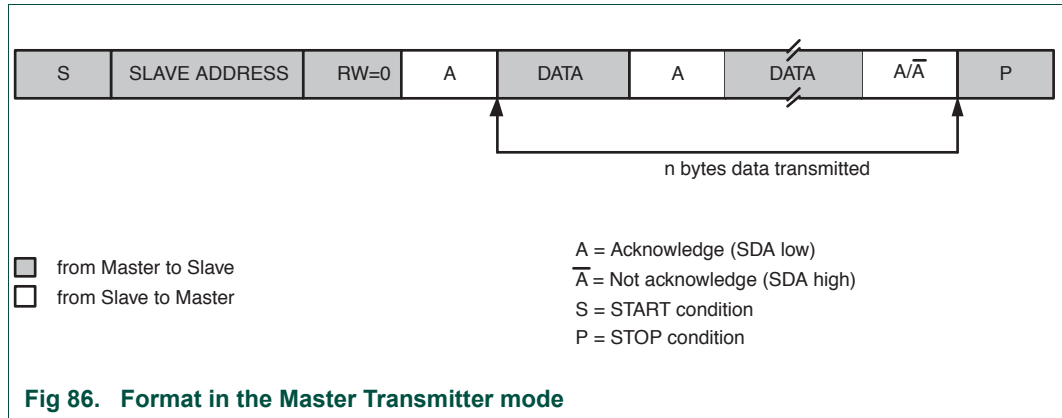 S SLAVE ADDRESS RW=0 A DATA A DATA A/A̅ P
n bytes data transmitted
from Master to Slave
from Slave to Master
A = Acknowledge (SDA low)
A̅ = Not acknowledge (SDA high)
S = START condition
P = STOP condition
Fig 86. Format in the Master Transmitter mode